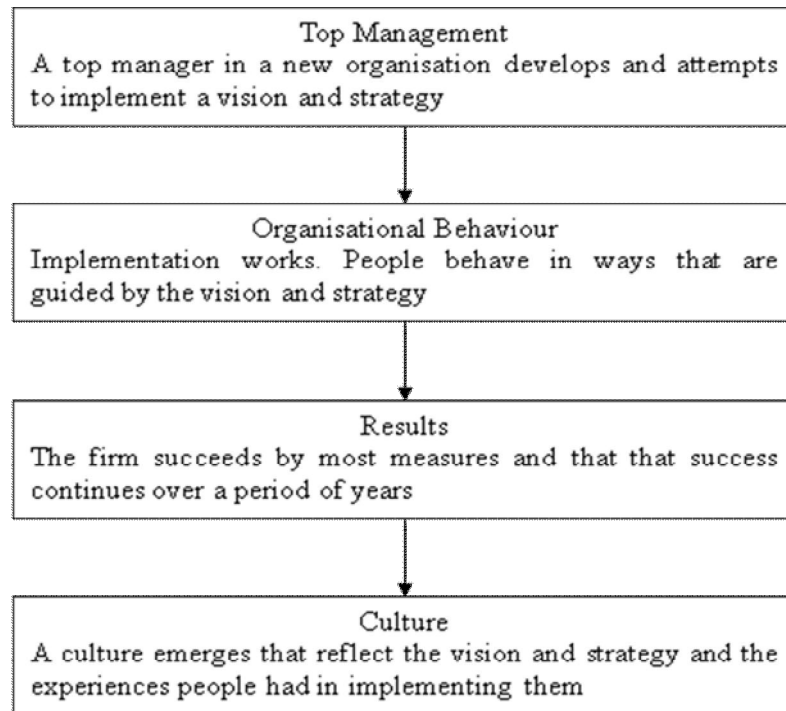 Top Management
A top manager in a new organisation develops and attempts
to implement a vision and strategy
Organisational Behaviour
Implementation works. People behave in ways that are
guided by the vision and strategy
Results
The firm succeeds by most measures and that that success
continues over a period of years
Culture
A culture emerges that reflect the vision and strategy and the
experiences people had in implementing them